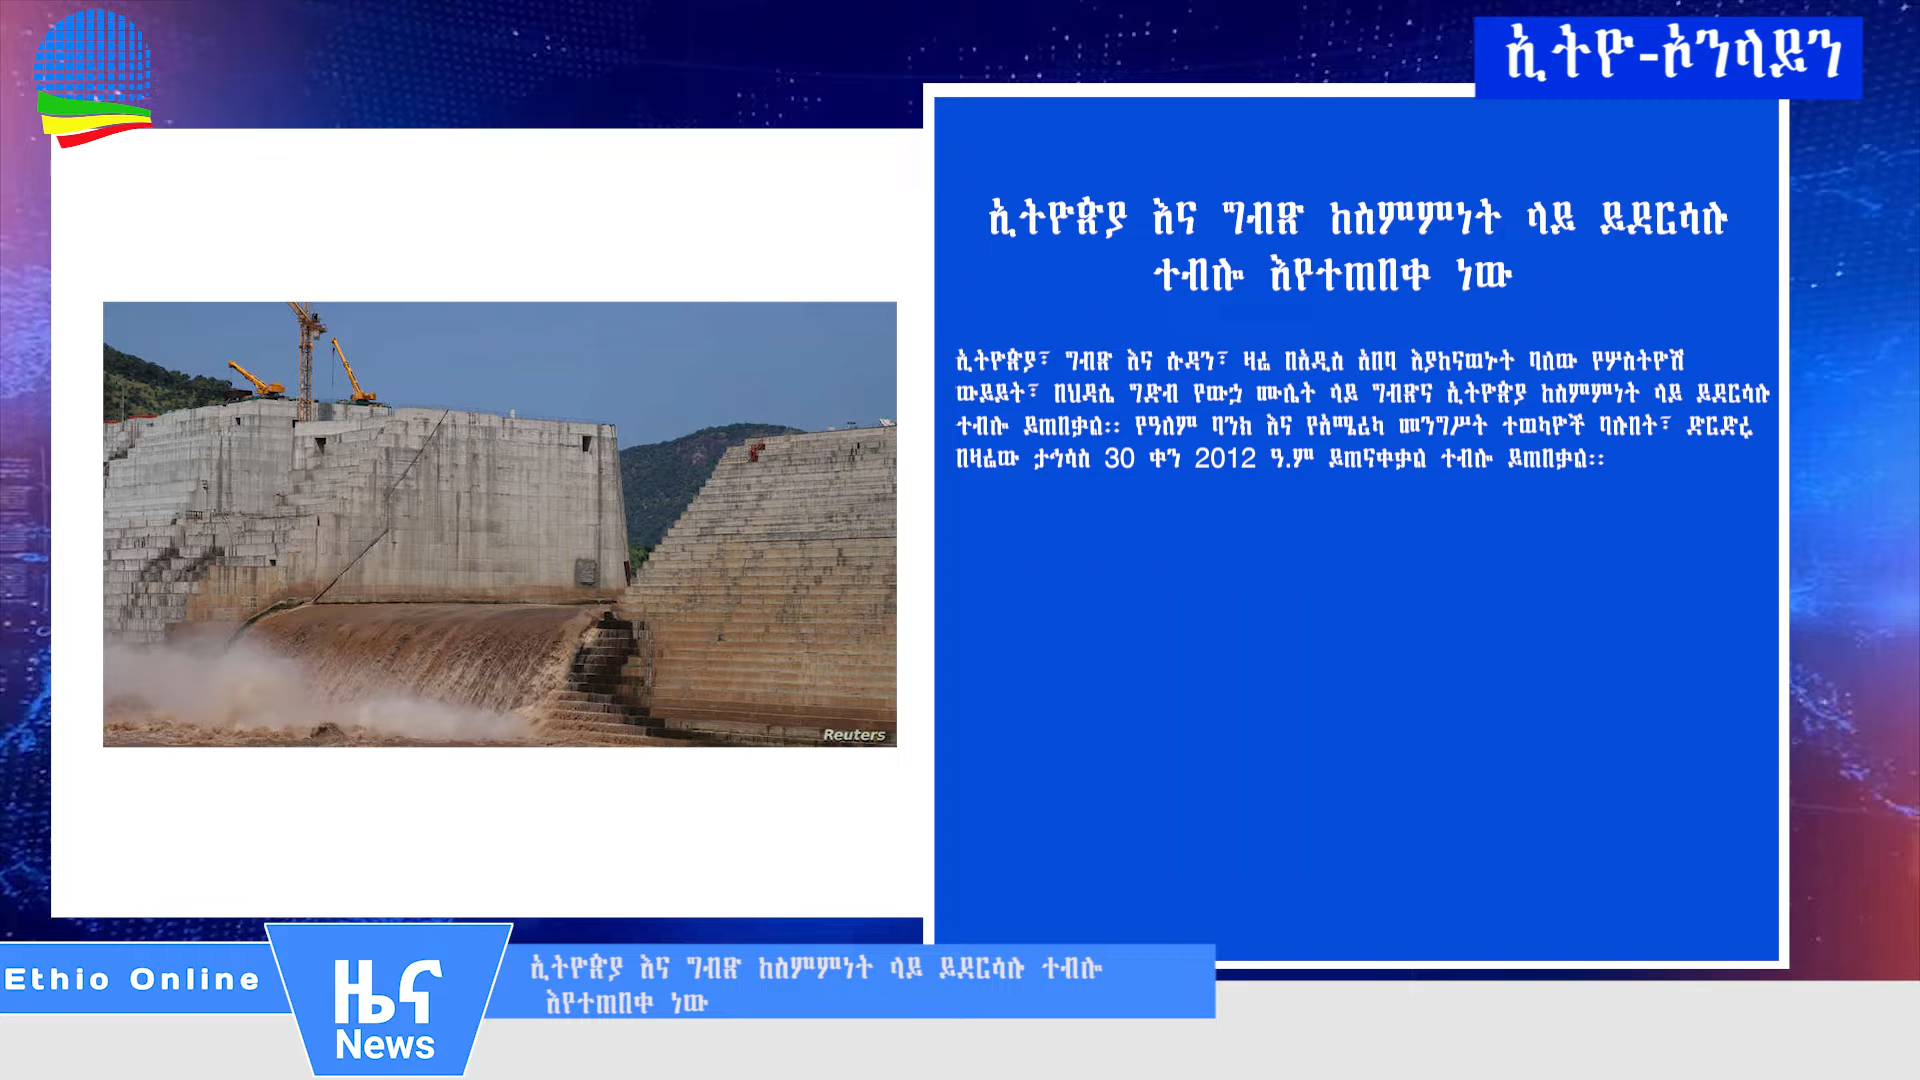 ኢትዮ-ኦንላይን
ኢትዮጵያ እና ግብጽ ከስምምነት ላይ ይደርሳሉ
ተብሎ እየተጠበቀ ነው
ኢትዮጵያ፣ ግብጽ እና ሱዳን፣ ዛሬ በአዲስ አበባ እያከናወኑት ባለው የሦስትዮሽ
ውይይት፣ በህዳሴ ግድብ የውኃ ሙሌት ላይ ግብጽና ኢትዮጵያ ከስምምነት ላይ ይደርሳሉ
ተብሎ ይጠበቃል፡፡ የዓለም ባንክ እና የአሜሪካ መንግሥት ተወካዮች ባሉበት፣ ድርድሩ
በዛሬው ታኅሳስ 30 ቀን 2012 ዓ.ም ይጠናቀቃል ተብሎ ይጠበቃል፡፡
Reuters
Ethio Online
ዜና
News
ኢትዮጵያ እና ግብጽ ከስምምነት ላይ ይደርሳሉ ተብሎ
እየተጠበቀ ነው